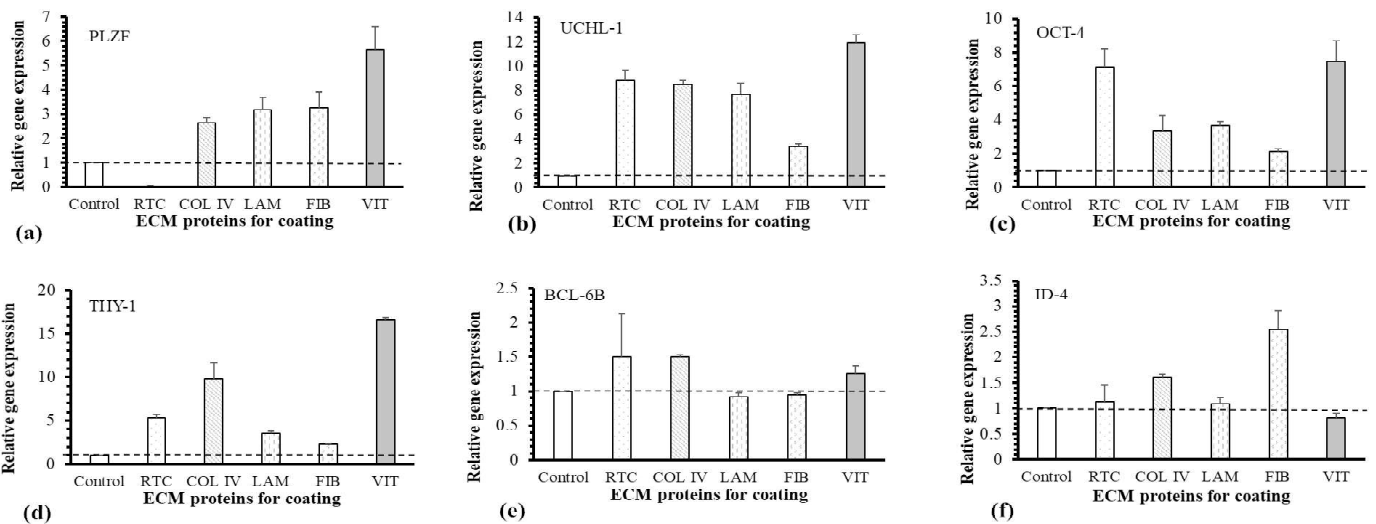 Relative gene expression
7
6
5
4
3
2
1
0
PLZF
Control RTC COL IV LAM FIB VIT
ECM proteins for coating
(a)
Relative gene expression
14
12
10
8
6
4
2
0
UCHL-1
Control RTC COL IV LAM FIB VIT
ECM proteins for coating
(b)
Relative gene expression
10
8
6
4
2
0
OCT-4
Control RTC COL IV LAM FIB VIT
ECM proteins for coating
(c)
Relative gene expression
20
15
10
5
0
THY-1
Control RTC COL IV LAM FIB VIT
ECM proteins for coating
(d)
Relative gene expression
2.5
2
1.5
1
0.5
0
BCL-6B
Control RTC COL IV LAM FIB VIT
ECM proteins for coating
(e)
Relative gene expression
3.5
3
2.5
2
1.5
1
0.5
0
ID-4
Control RTC COL IV LAM FIB VIT
ECM proteins for coating
(f)